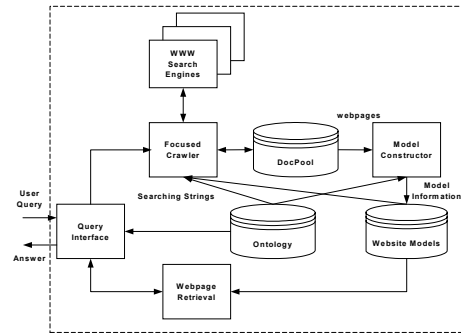 WWW
Search
Engines
webpages
Focused
Crawler
DocPool
Model
Constructor
Searching Strings
Model
Information
User
Query
Query
Interface
Answer
Ontology
Website Models
Webpage
Retrieval